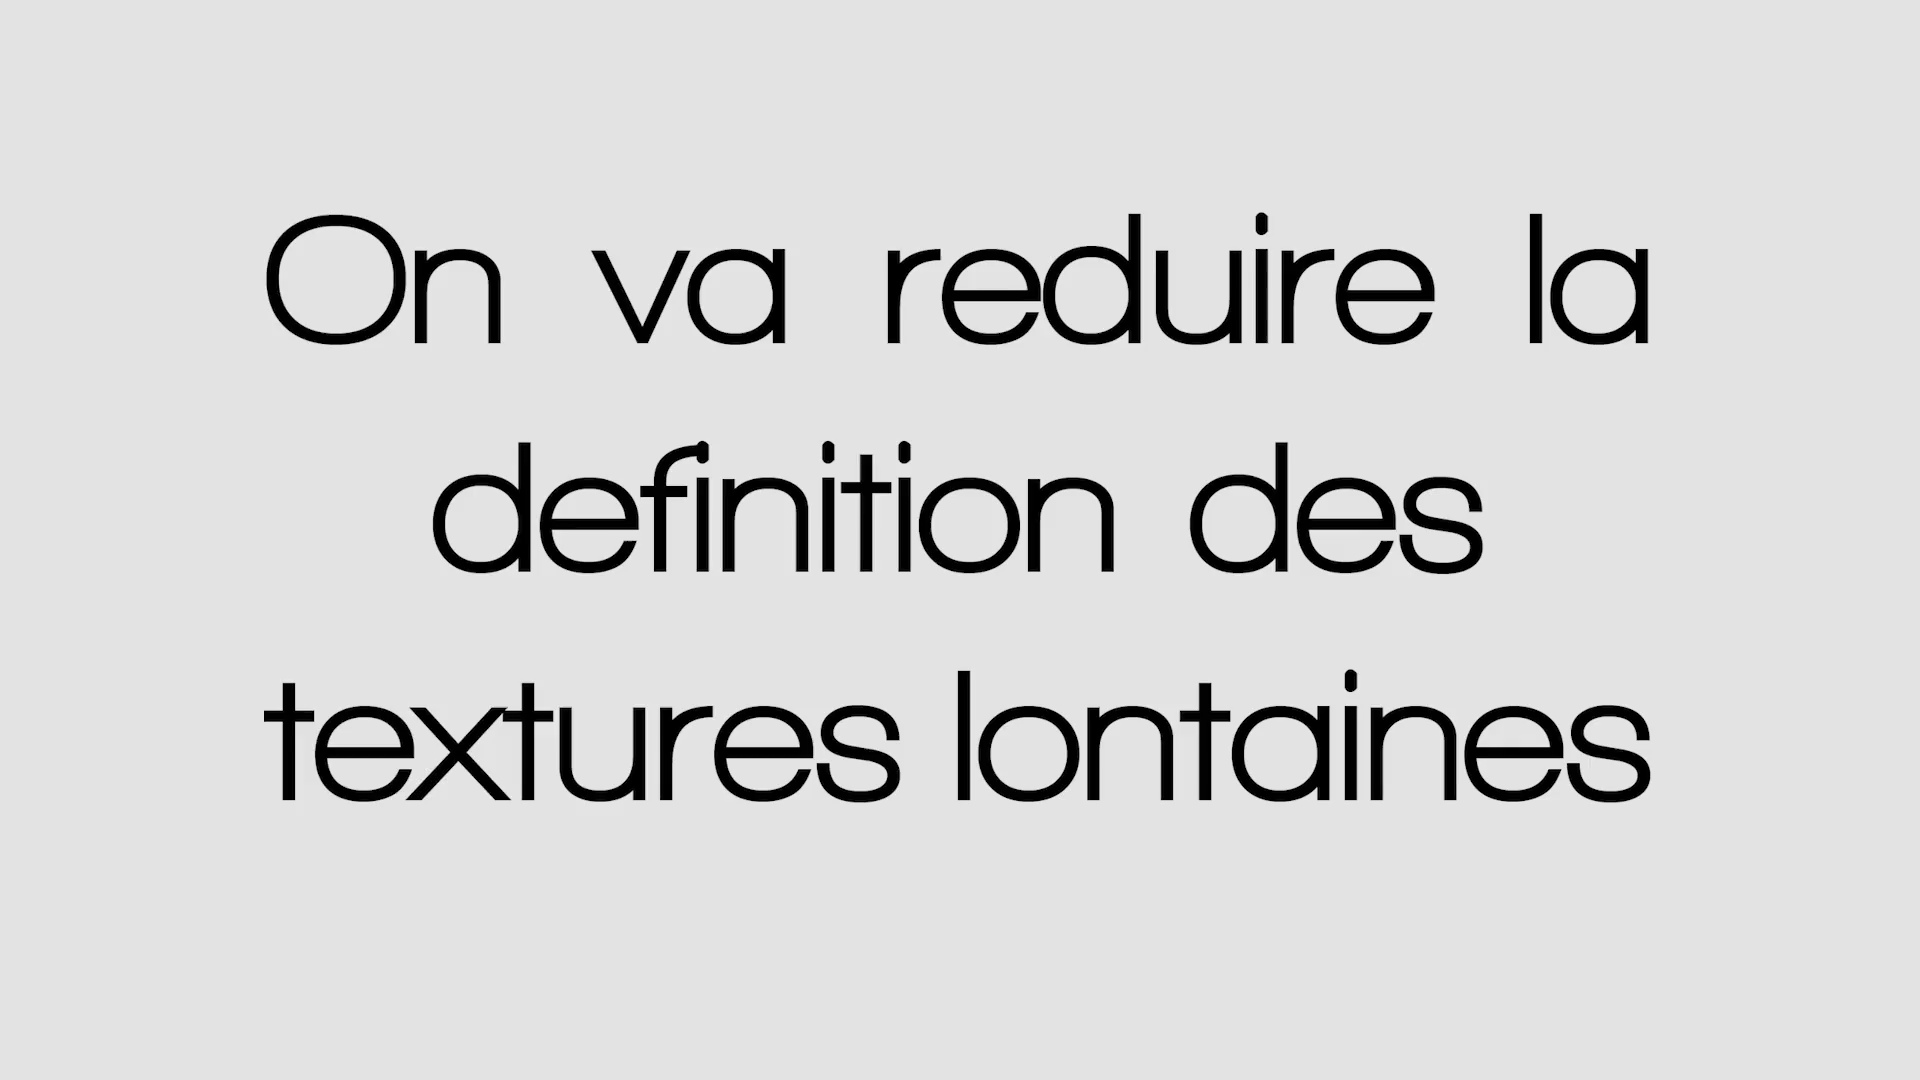 On va reduire la
definition des
textures lontaines